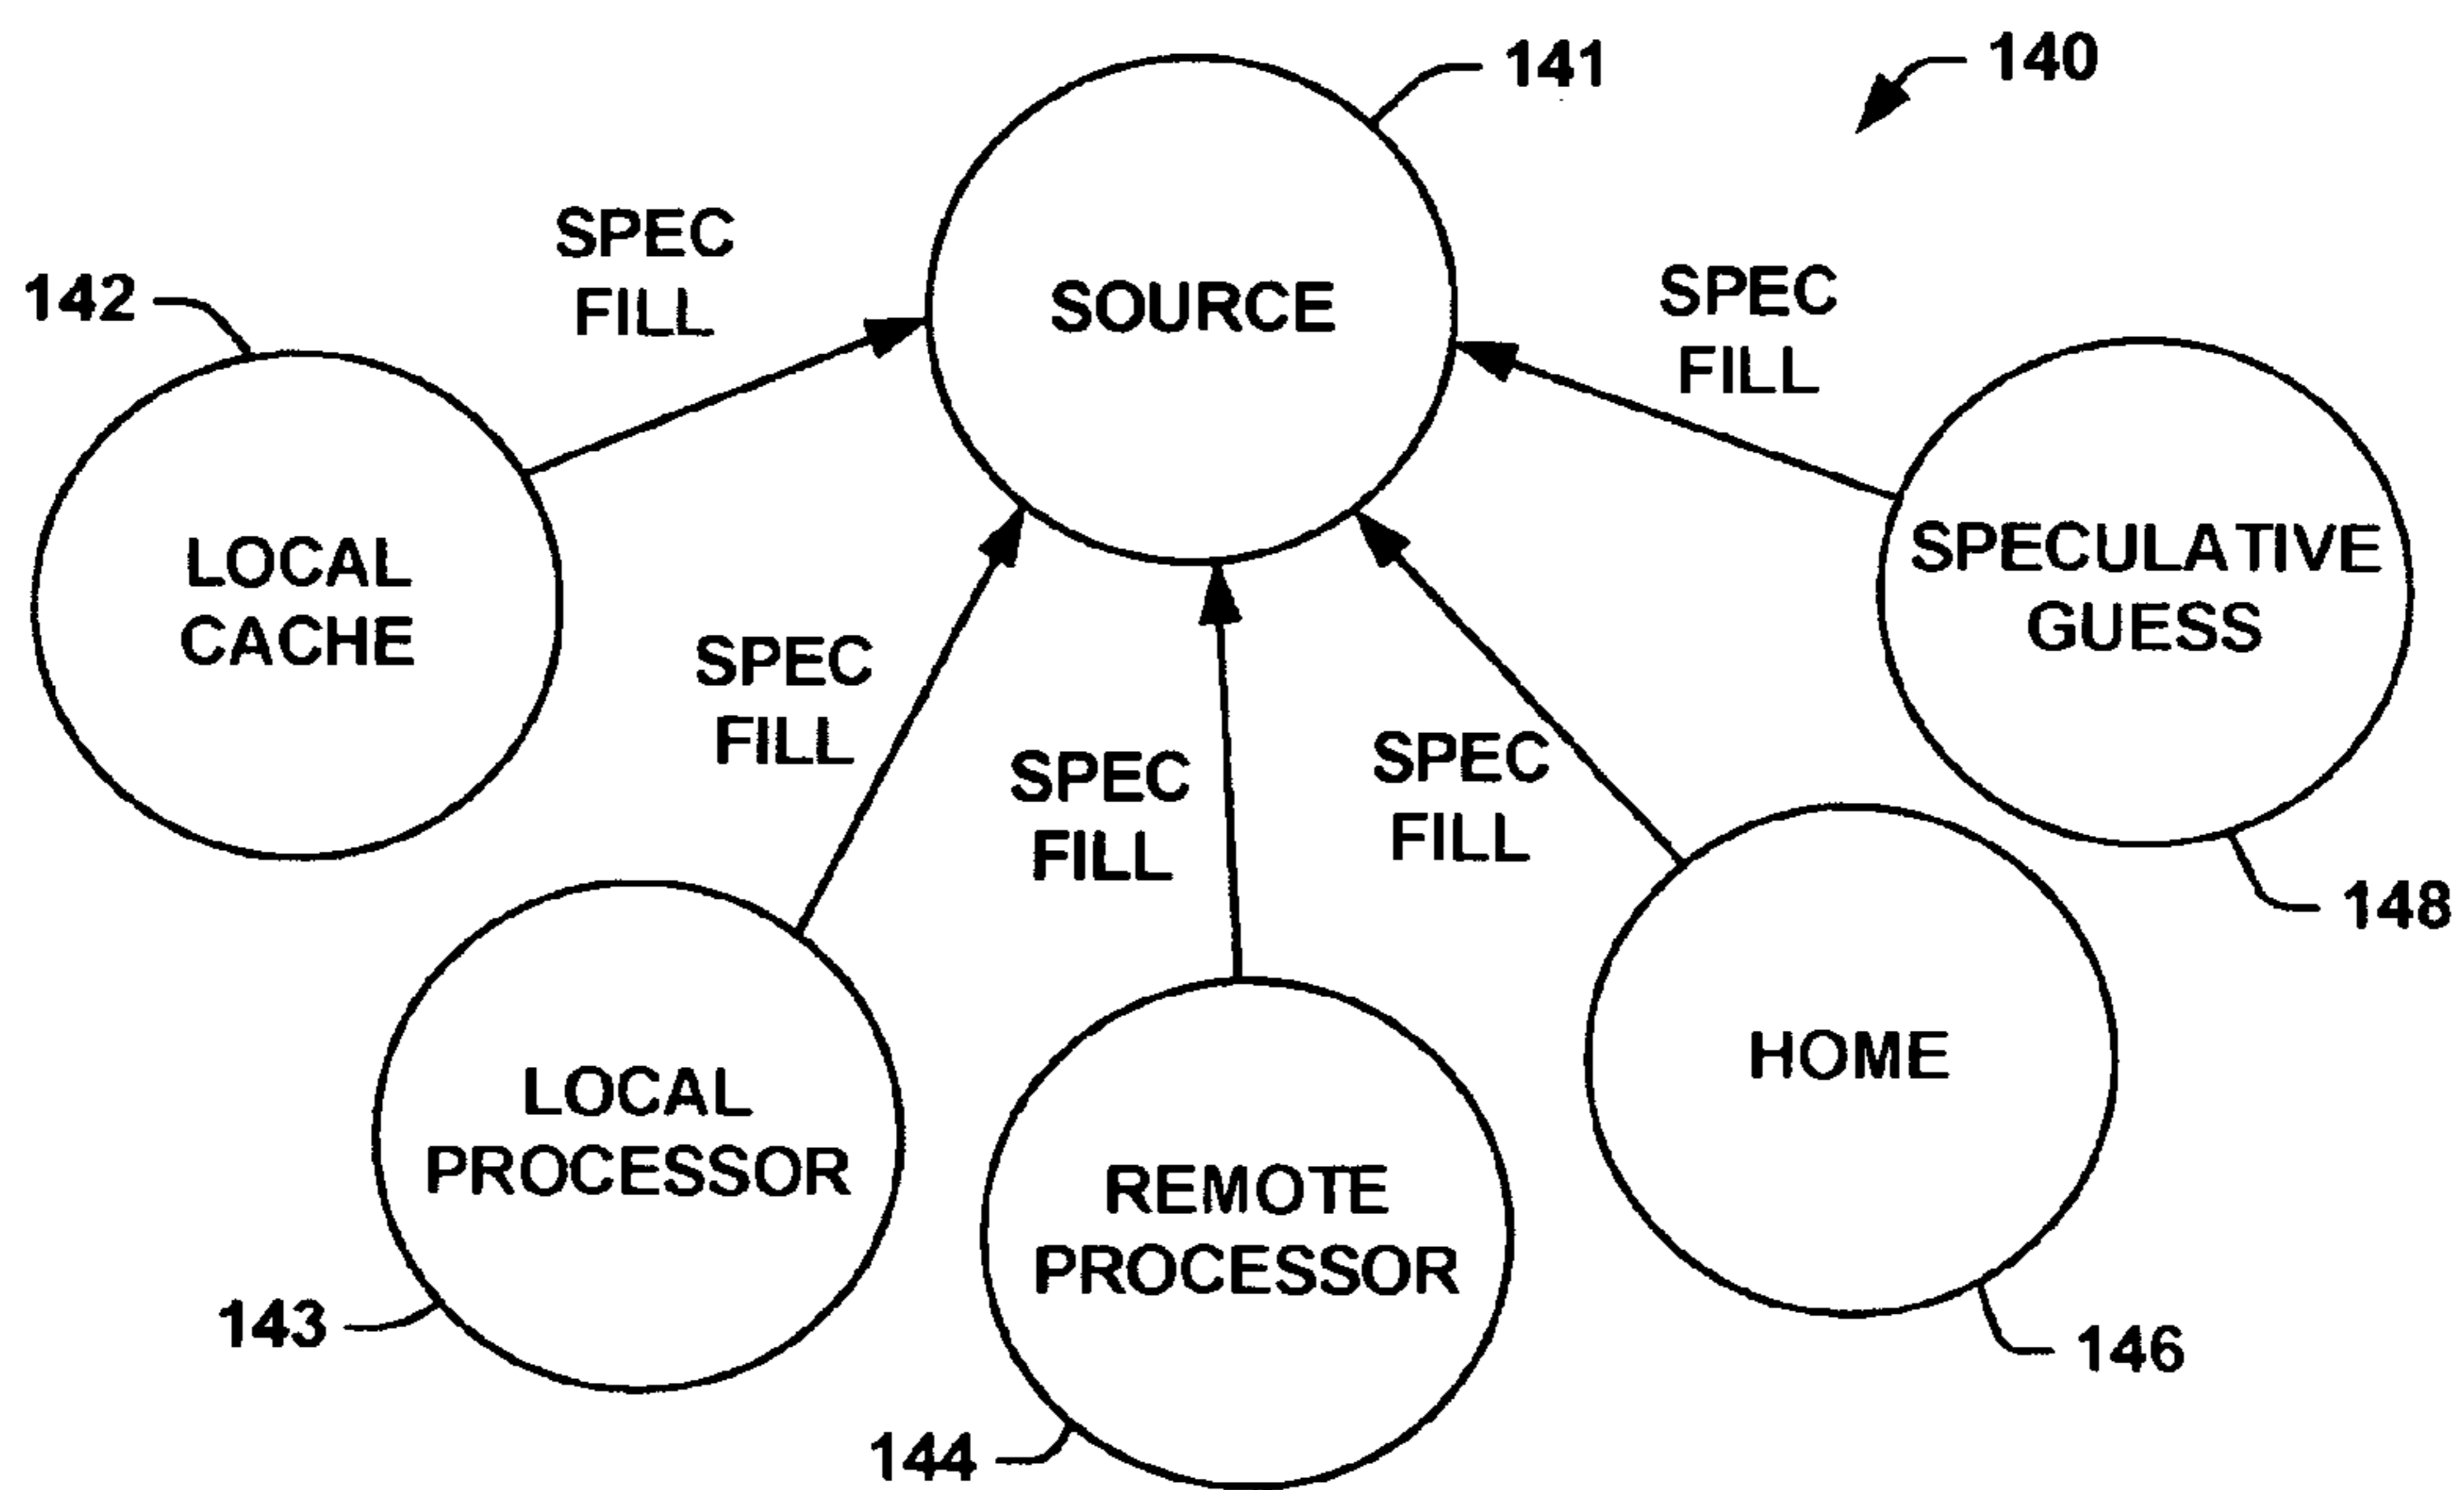 141
140
SPEC
FILL
142
SOURCE
SPEC
FILL
LOCAL
CACHE
SPECULATIVE
GUESS
SPEC
FILL
SPEC
FILL
SPEC
FILL
148
LOCAL
PROCESSOR
HOME
REMOTE
PROCESSOR
143
146
144